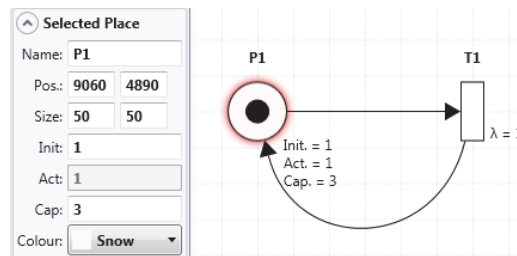 Selected Place
Name: P1
Pos.: 9060 4890
Size: 50 50
Init: 1
Act: 1
Cap: 3
Colour: Snow
P1
T1
Init. = 1
Act. = 1
Cap. = 3
λ =